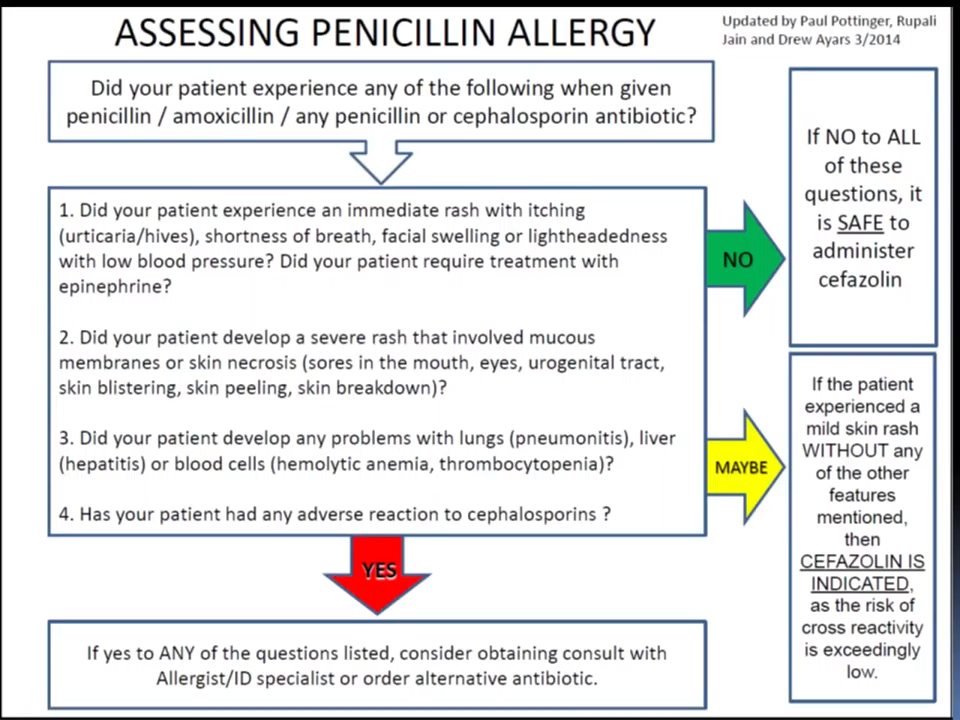 ASSESSING PENICILLIN ALLERGY
Updated by Paul Pottinger, Rupali
Jain and Drew Ayars 3/2014
Did your patient experience any of the following when given
penicillin / amoxicillin / any penicillin or cephalosporin antibiotic?
1. Did your patient experience an immediate rash with itching
(urticaria/hives), shortness of breath, facial swelling or lightheadedness
with low blood pressure? Did your patient require treatment with
epinephrine?
2. Did your patient develop a severe rash that involved mucous
membranes or skin necrosis (sores in the mouth, eyes, urogenital tract,
skin blistering, skin peeling, skin breakdown)?
3. Did your patient develop any problems with lungs (pneumonitis), liver
(hepatitis) or blood cells (hemolytic anemia, thrombocytopenia)?
4. Has your patient had any adverse reaction to cephalosporins ?
NO
If NO to ALL
of these
questions, it
is SAFE to
administer
cefazolin
MAYBE
If the patient
experienced a
mild skin rash
WITHOUT any
of the other
features
mentioned,
then
CEFAZOLIN IS
INDICATED,
as the risk of
cross reactivity
is exceedingly
low.
YES
If yes to ANY of the questions listed, consider obtaining consult with
Allergist/ID specialist or order alternative antibiotic.